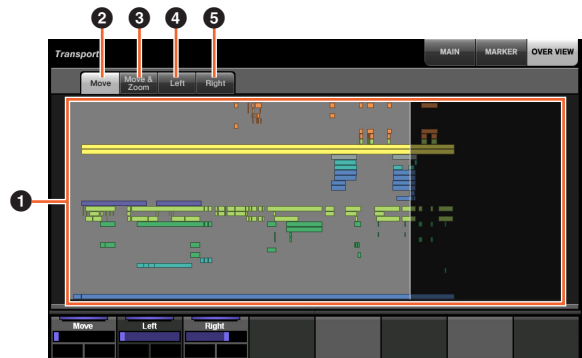 2 3 4 5
Transport
MAIN MARKER OVER VIEW
Move Move & Zoom Left Right
1
Move Left Right